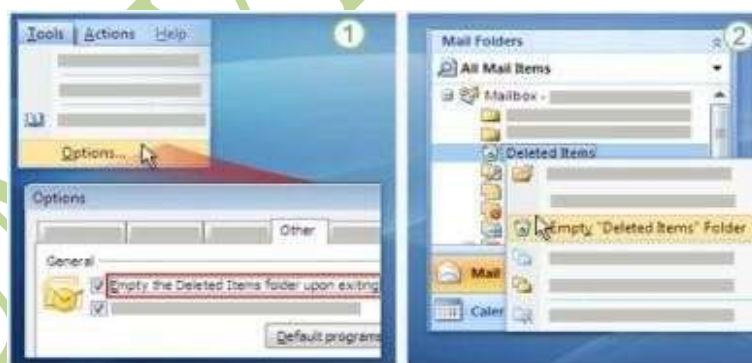 Tools Actions Help
1
Options...
Options
Other
General
Empty the Deleted Items folder upon exiting
Default programs
2
Mail Folders
All Mail Items
Mailbox -
Deleted Items
Empty "Deleted Items" Folder
Mail
Caler